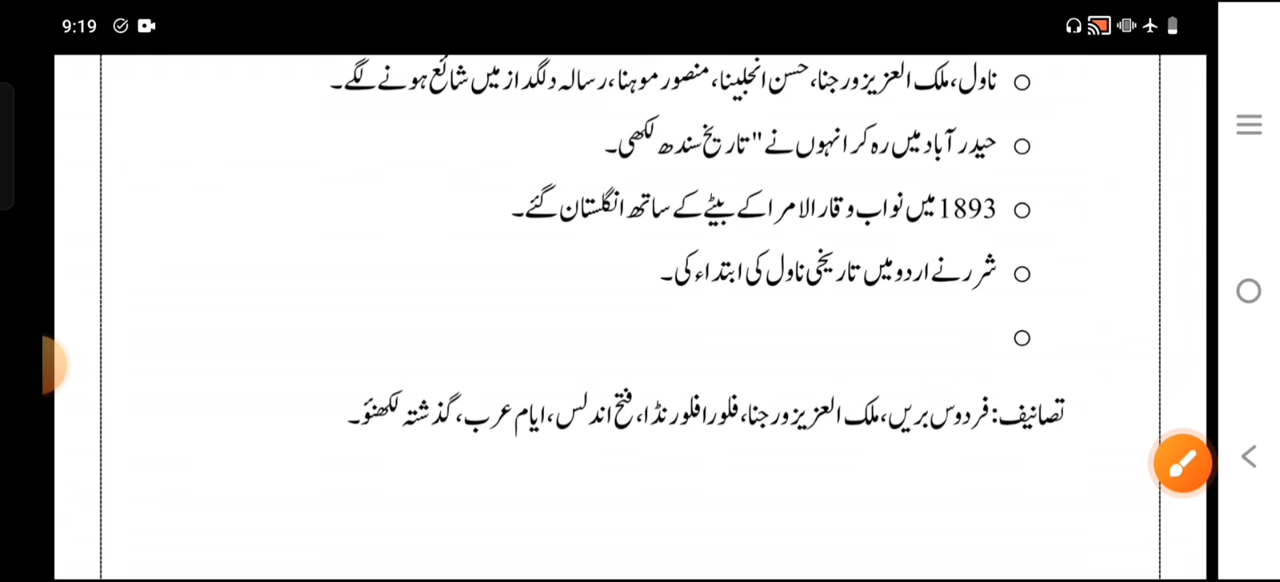 9:19
ناول، ملک العزیز ورجنا، حسن انجلینا، منصور موہنا، رسالہ دلگداز میں شائع ہونے لگے۔
حیدر آباد میں رہ کر انہوں نے "تاریخ سندھ لکھی۔
1893 میں نواب وقار الامرا کے بیٹے کے ساتھ انگلستان گئے۔
شرر نے اردو میں تاریخی ناول کی ابتداء کی۔
تصانیف: فردوس بریں، ملک العزیز ورجنا، فلورا فلورنڈا، فتح اندلس، ایام عرب، گذشتہ لکھنؤ۔